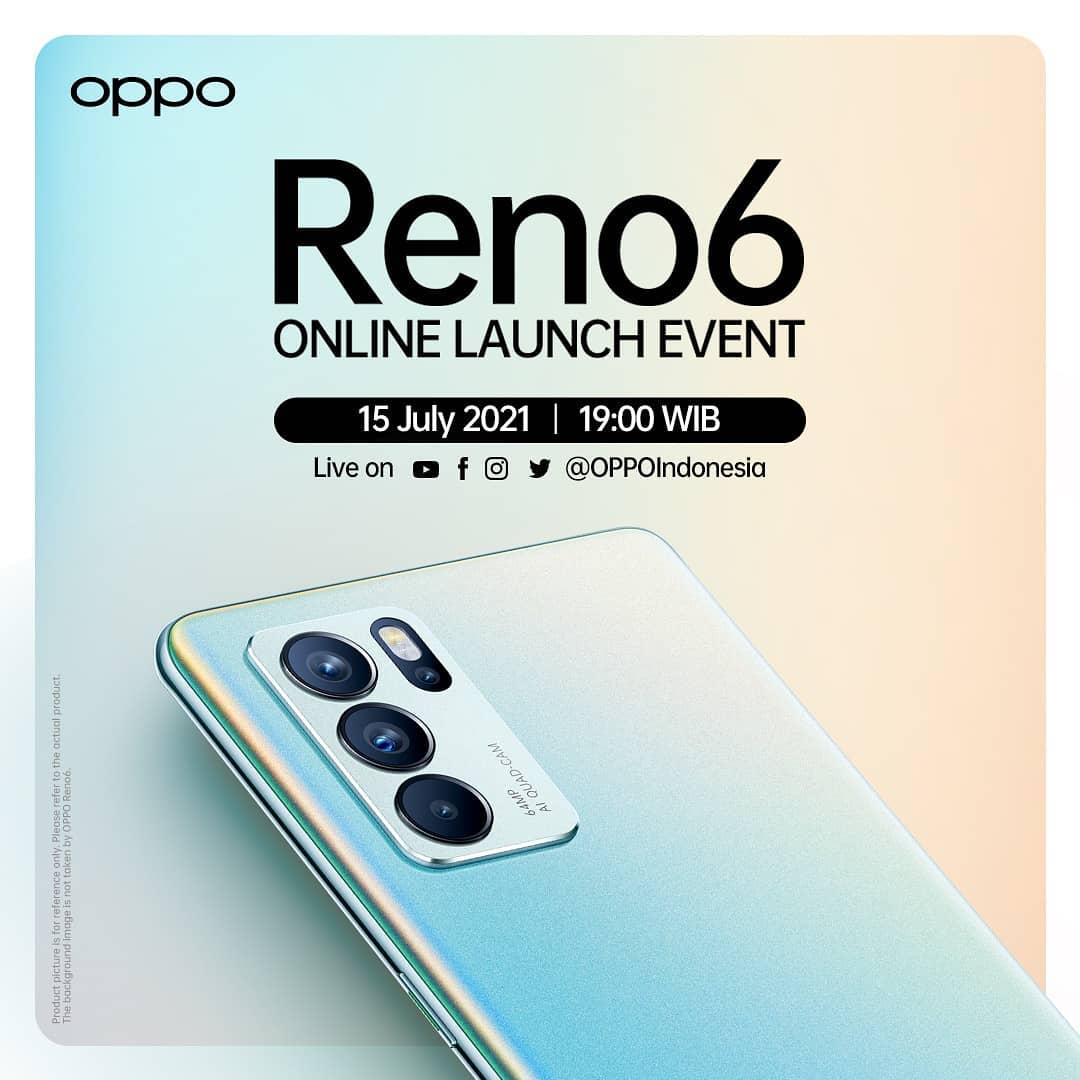 oppo
Reno6
ONLINE LAUNCH EVENT
15 July 2021 | 19:00 WIB
Live on @OPPOIndonesia
64MP
AI QUAD-CAM
Product picture is for reference only. Please refer to the actual product.
The background image is not taken by OPPO Reno6.